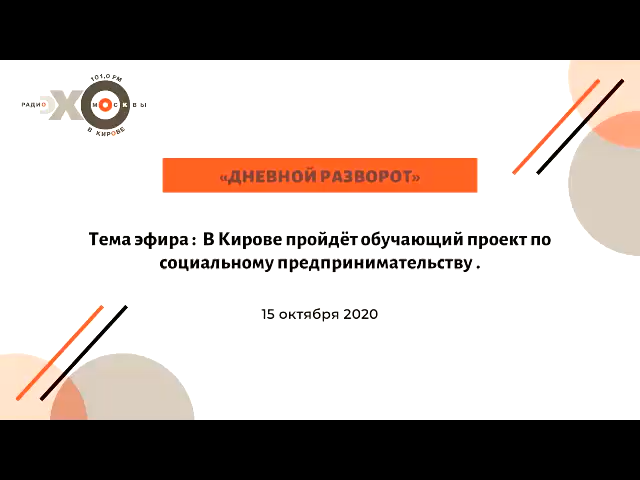 101,0 FM
РАДИО ЭХО МОСКВЫ
В КИРОВЕ
«ДНЕВНОЙ РАЗВОРОТ»
Тема эфира : В Кирове пройдёт обучающий проект по
социальному предпринимательству .
15 октября 2020